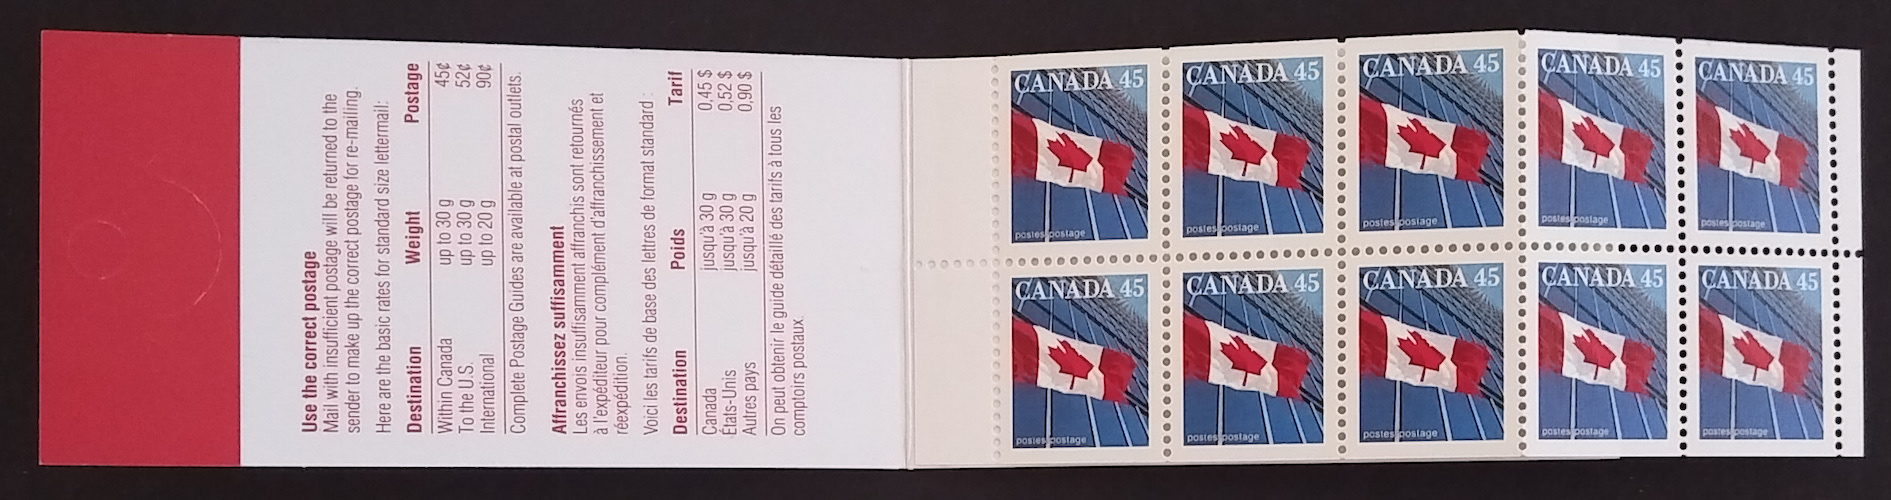 Use the correct postage
Mail with insufficient postage will be returned to the
sender to make up the correct postage for re-mailing.
Here are the basic rates for standard size lettermail:
Destination Weight Postage
Within Canada up to 30 g 45¢
To the U.S. up to 30 g 52¢
International up to 20 g 90¢
Complete Postage Guides are available at postal outlets.
Affranchissez suffisamment
Les envois insuffisamment affranchis sont retournés
à l'expéditeur pour complément d'affranchissement et
réexpédition.
Voici les tarifs de base des lettres de format standard :
Destination Poids Tarif
Canada jusqu'à 30 g 0,45 $
États-Unis jusqu'à 30 g 0,52 $
Autres pays jusqu'à 20 g 0,90 $
On peut obtenir le guide détaillé des tarifs à tous les
comptoirs postaux.
CANADA 45
postes postage
CANADA 45
postes postage
CANADA 45
postes postage
CANADA 45
postes postage
CANADA 45
postes postage
CANADA 45
postes postage
CANADA 45
postes postage
CANADA 45
postes postage
CANADA 45
postes postage
CANADA 45
postes postage